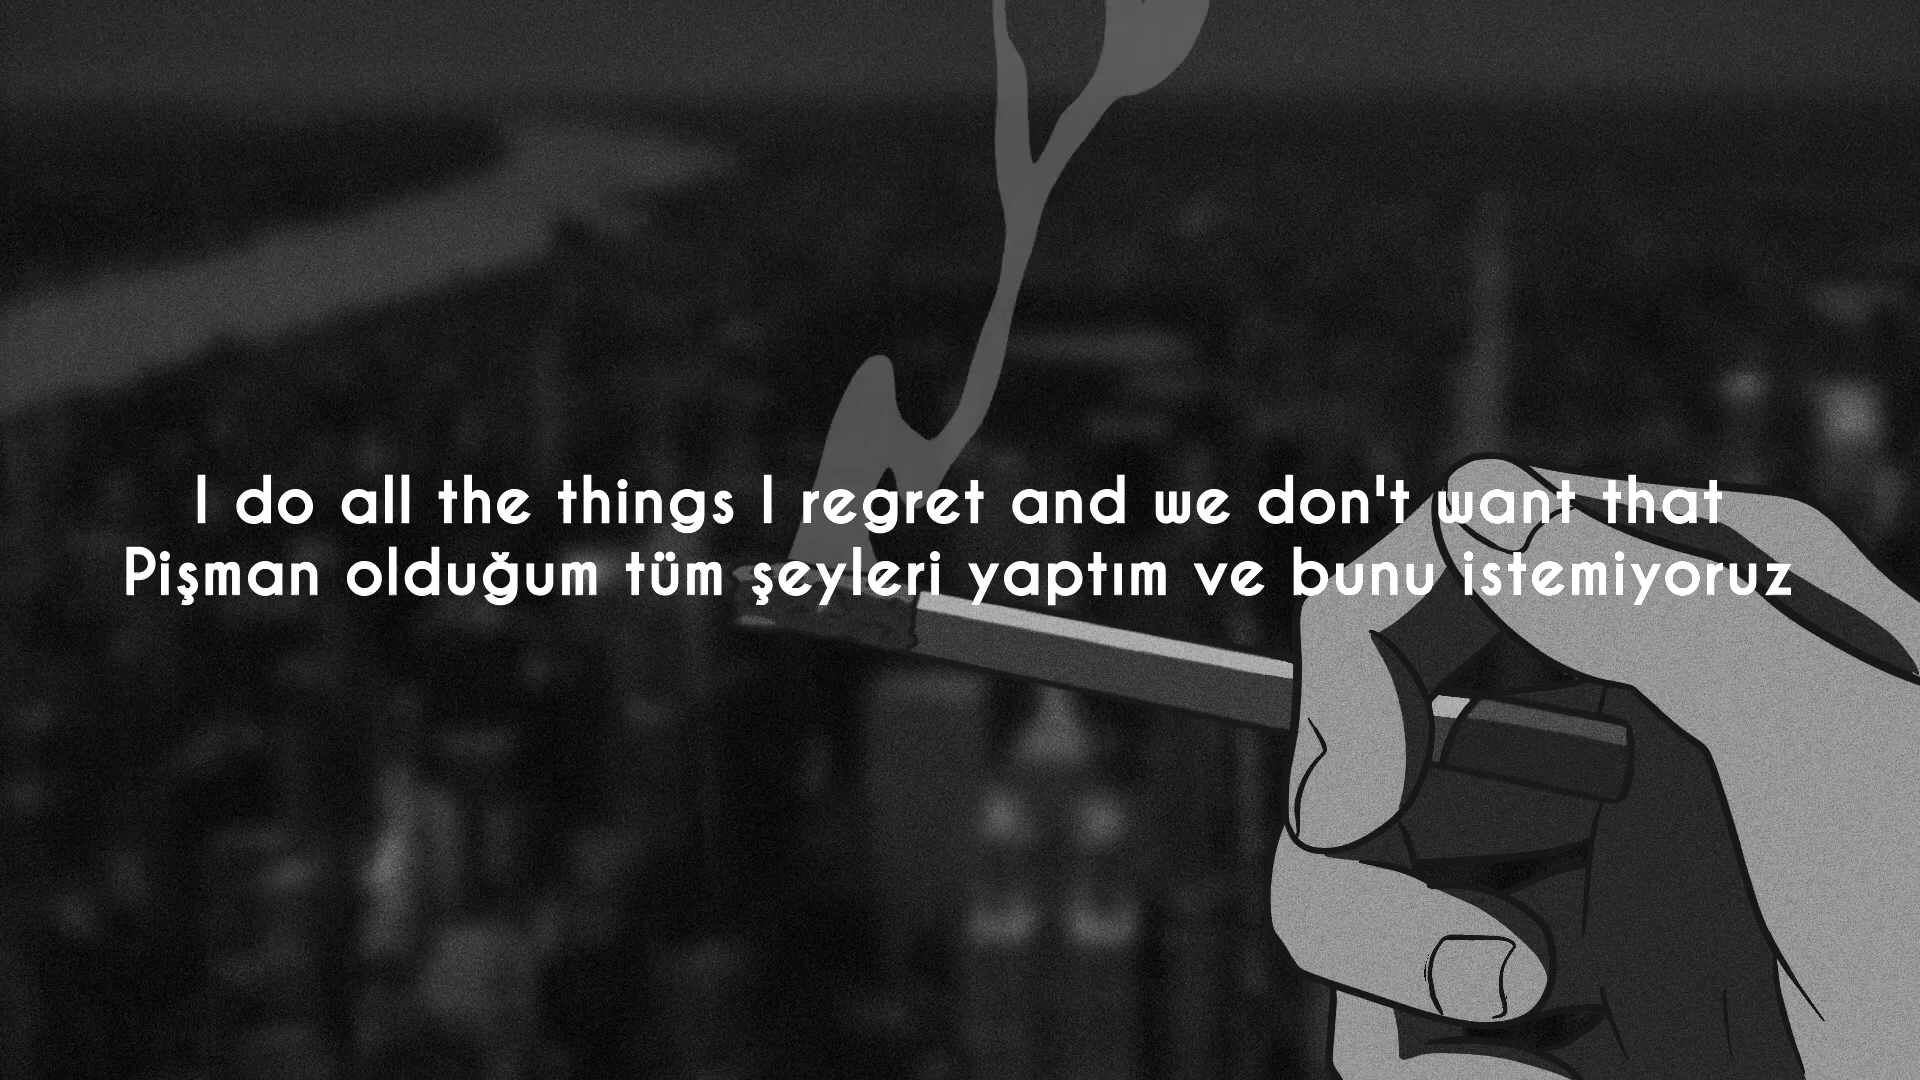 I do all the things I regret and we don't want that
Pişman olduğum tüm şeyleri yaptım ve bunu istemiyoruz